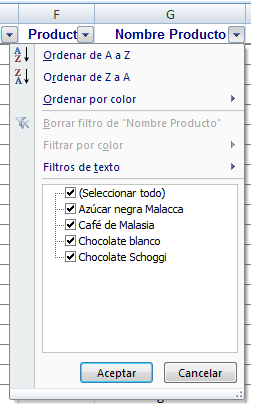 F G
Product Nombre Producto
Ordenar de A a Z
Ordenar de Z a A
Ordenar por color
Borrar filtro de "Nombre Producto"
Filtrar por color
Filtros de texto
(Seleccionar todo)
Azúcar negra Malacca
Café de Malasia
Chocolate blanco
Chocolate Schoggi
Aceptar Cancelar